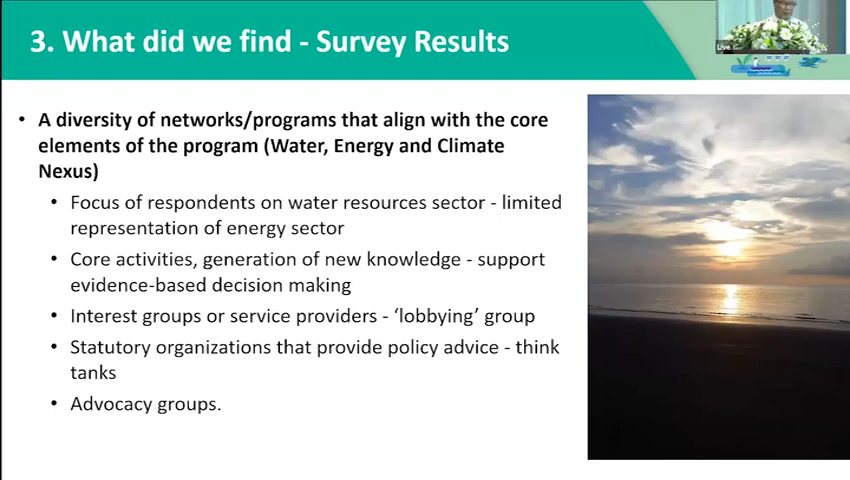 3. What did we find - Survey Results
Live
• A diversity of networks/programs that align with the core
elements of the program (Water, Energy and Climate
Nexus)
• Focus of respondents on water resources sector - limited
representation of energy sector
• Core activities, generation of new knowledge - support
evidence-based decision making
• Interest groups or service providers - ‘lobbying’ group
• Statutory organizations that provide policy advice - think
tanks
• Advocacy groups.